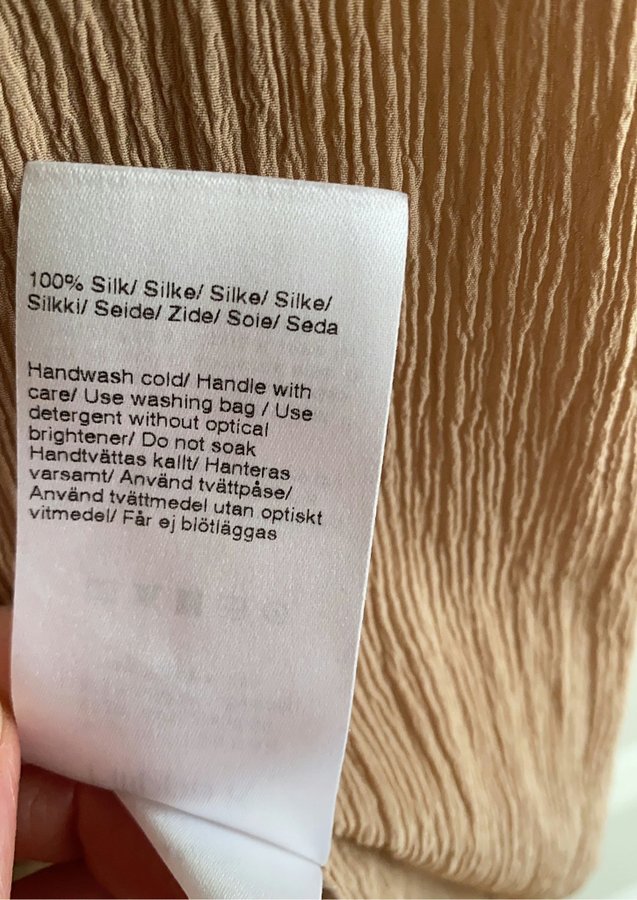 100% Silk/ Silke/ Silke/ Silke/
Silkki/ Seide/ Zide/ Soie/ Seda
Handwash cold/ Handle with
care/ Use washing bag / Use
detergent without optical
brightener/ Do not soak
Handtvättas kallt/ Hanteras
varsamt/ Använd tvättpåse/
Använd tvättmedel utan optiskt
vitmedel/ Får ej blötläggas